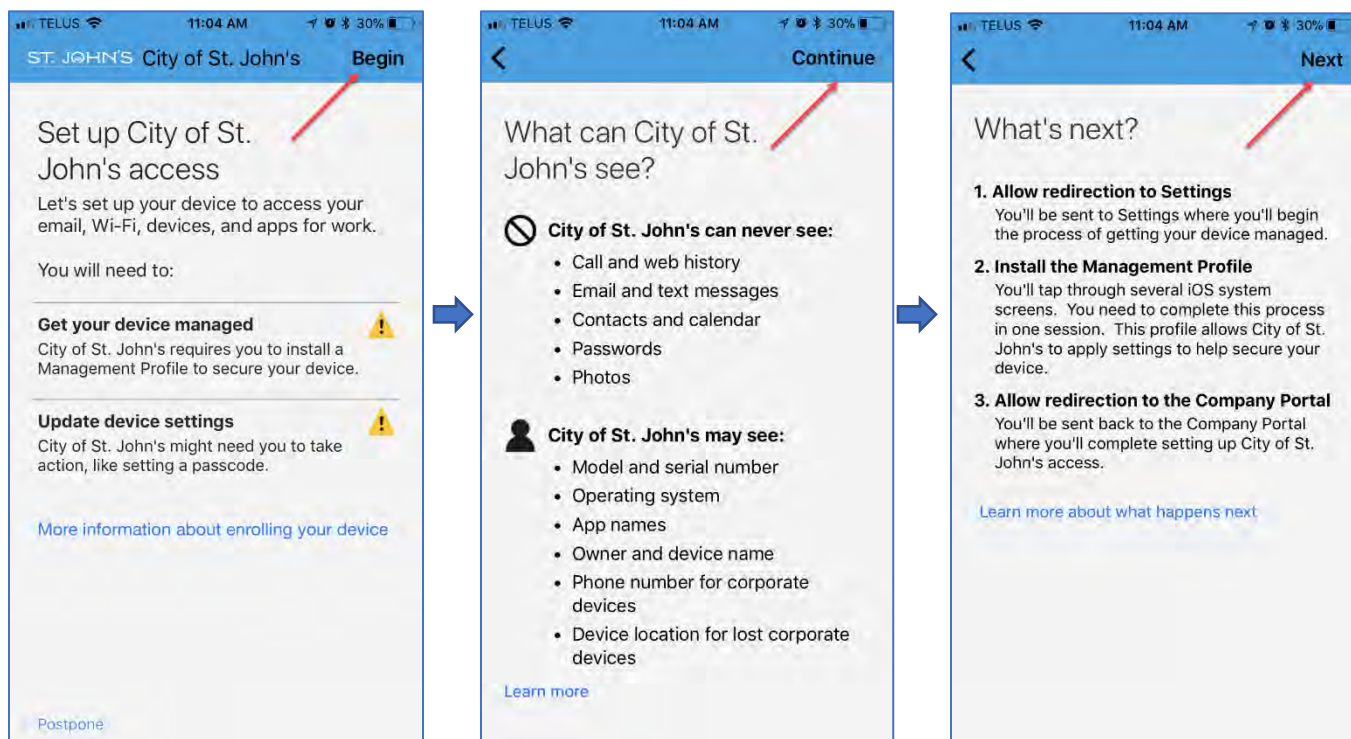 TELUS 11:04 AM 30%
ST. JOHN'S City of St. John's Begin
Set up City of St.
John's access
Let's set up your device to access your
email, Wi-Fi, devices, and apps for work.
You will need to:
Get your device managed
City of St. John's requires you to install a
Management Profile to secure your device.
Update device settings
City of St. John's might need you to take
action, like setting a passcode.
More information about enrolling your device
Postpone
TELUS 11:04 AM 30%
Continue
What can City of St.
John's see?
City of St. John's can never see:
• Call and web history
• Email and text messages
• Contacts and calendar
• Passwords
• Photos
City of St. John's may see:
• Model and serial number
• Operating system
• App names
• Owner and device name
• Phone number for corporate
devices
• Device location for lost corporate
devices
Learn more
TELUS 11:04 AM 30%
Next
What's next?
1. Allow redirection to Settings
You'll be sent to Settings where you'll begin
the process of getting your device managed.
2. Install the Management Profile
You'll tap through several iOS system
screens. You need to complete this process
in one session. This profile allows City of St.
John's to apply settings to help secure your
device.
3. Allow redirection to the Company Portal
You'll be sent back to the Company Portal
where you'll complete setting up City of St.
John's access.
Learn more about what happens next